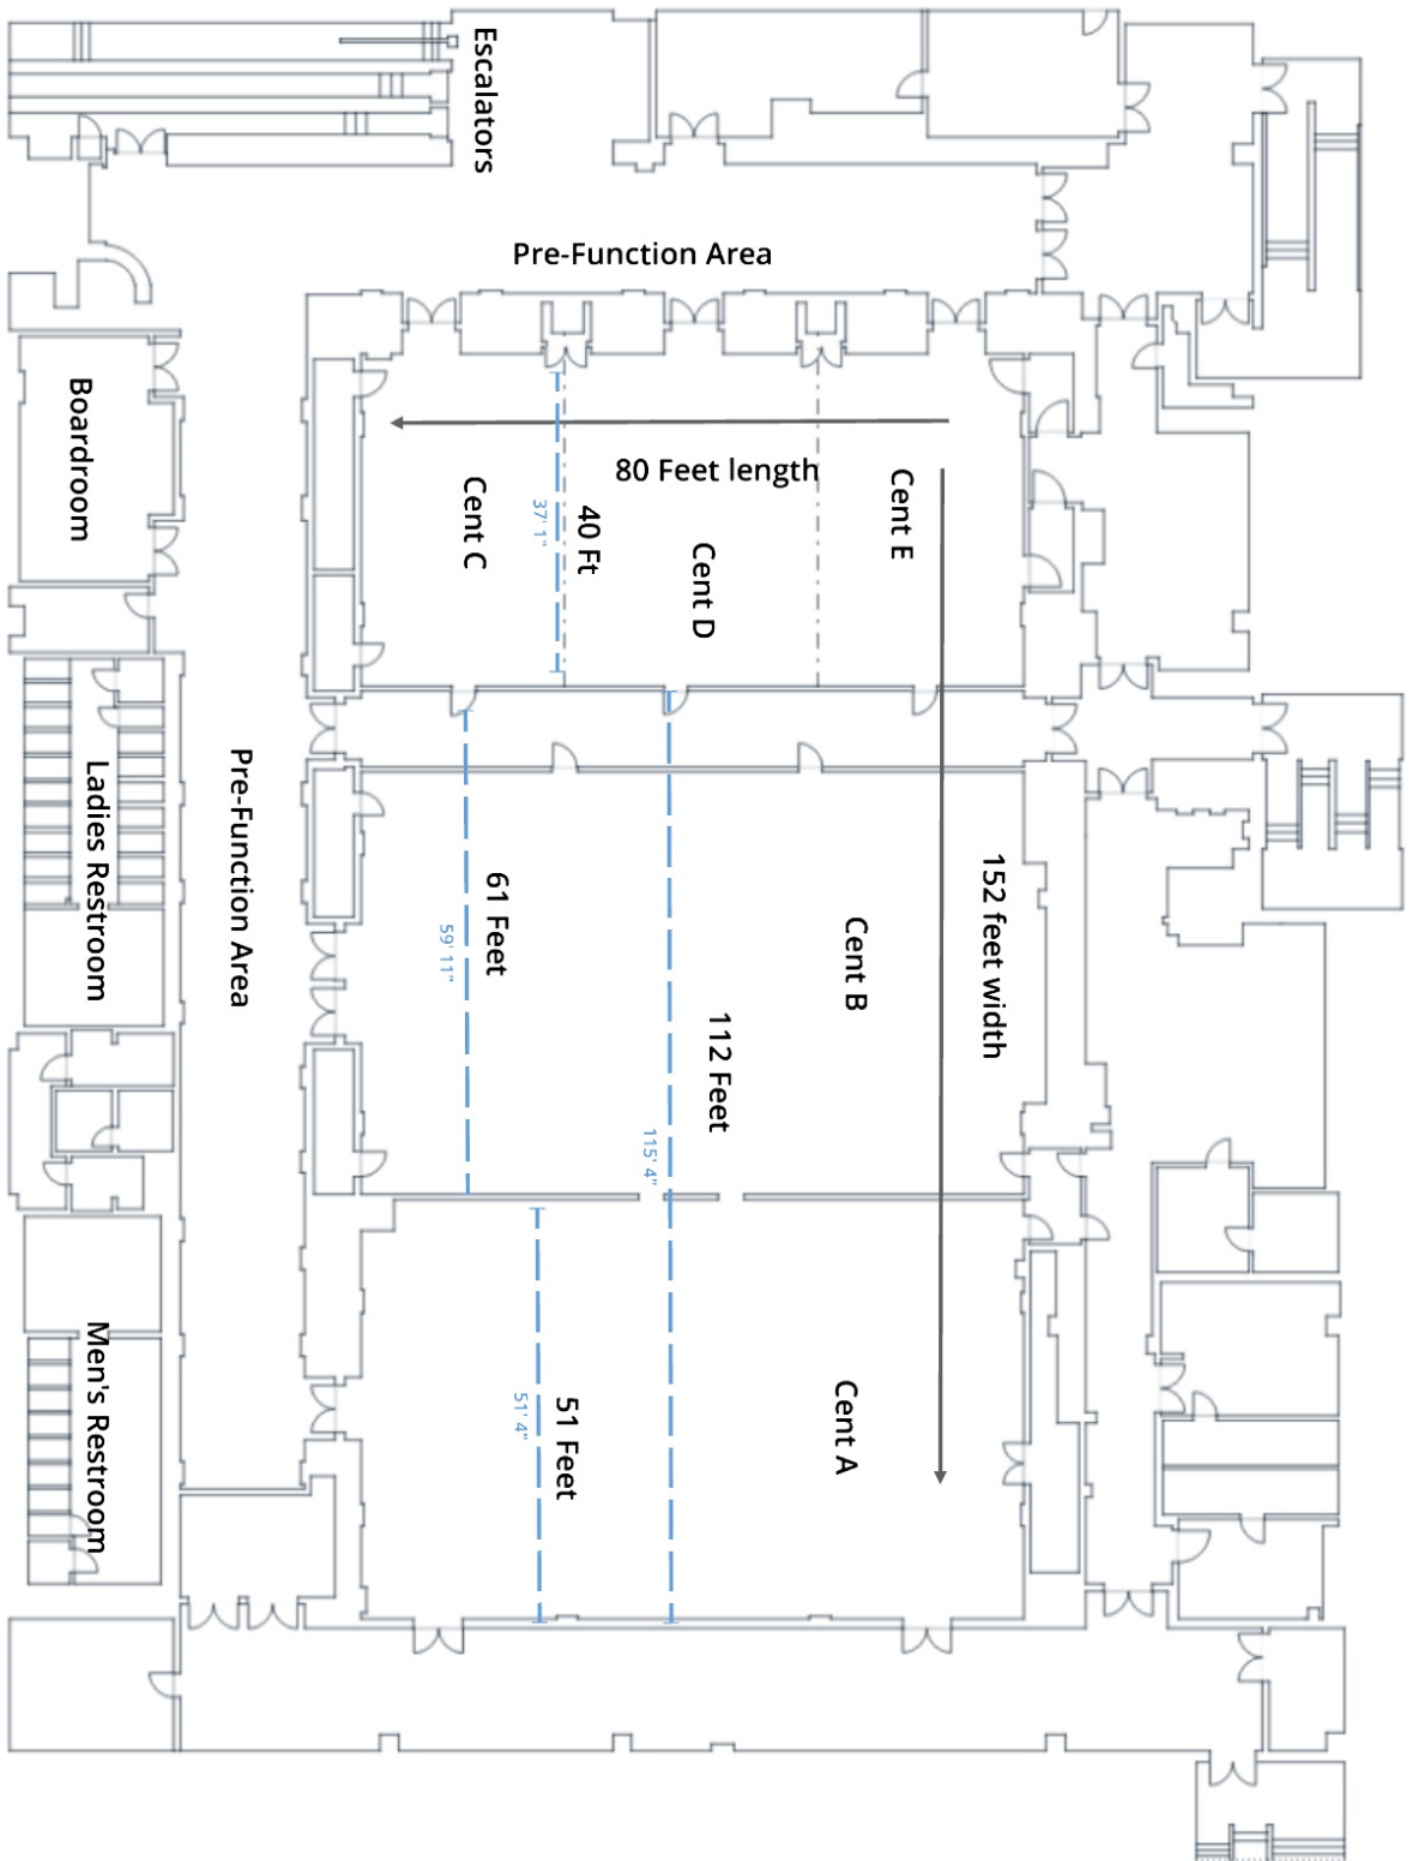 Escalators
Pre-Function Area
Boardroom
80 Feet length
Cent E
Cent C
40 Ft
37' 1"
Cent D
Pre-Function Area
Ladies Restroom
152 feet width
61 Feet
59' 11"
Cent B
112 Feet
115' 4"
Men's Restroom
Cent A
51 Feet
51' 4"